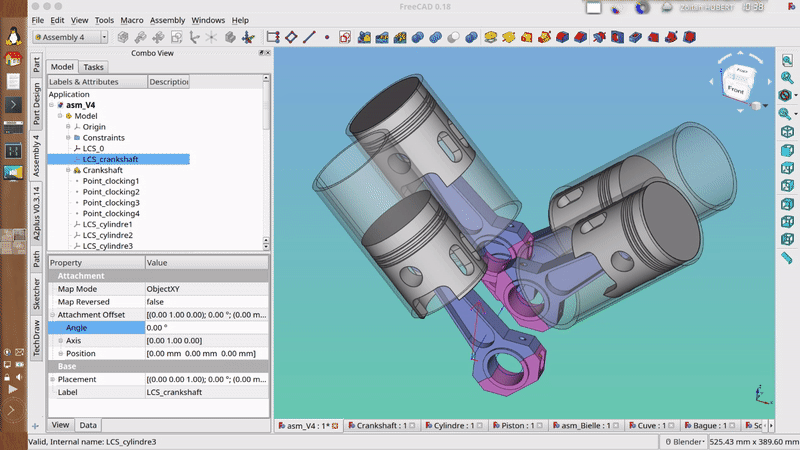 FreeCAD 0.18
Zoltan HUBERT 10:38
File Edit View Tools Macro Assembly Windows Help
Assembly 4
Combo View
Model Tasks
Labels & Attributes Description
Application
asm_V4
Model
Origin
Constraints
LCS_0
LCS_crankshaft
Crankshaft
Point_clocking1
Point_clocking2
Point_clocking3
Point_clocking4
LCS_cylindre1
LCS_cylindre2
LCS_cylindre3
Part
Part Design
Assembly 4
A2plus V0.3.14
Path
Sketcher
TechDraw
Property Value
Attachment
Map Mode ObjectXY
Map Reversed false
Attachment Offset [(0.00 1.00 0.00); 0.00 °; (0.00 m...
Angle 0.00 °
Axis [0.00 1.00 0.00]
Position [0.00 mm 0.00 mm 0.00 mm]
Base
Placement [(0.00 0.00 1.00); 0.00 °; (0.00 m...
Label LCS_crankshaft
View Data
Front
asm_V4 : 1* Crankshaft : 1 Cylindre : 1 Piston : 1 asm_Bielle : 1 Cuve : 1 Bague : 1
Valid, Internal name: LCS_cylindre3
Blender 525.43 mm x 389.60 mm